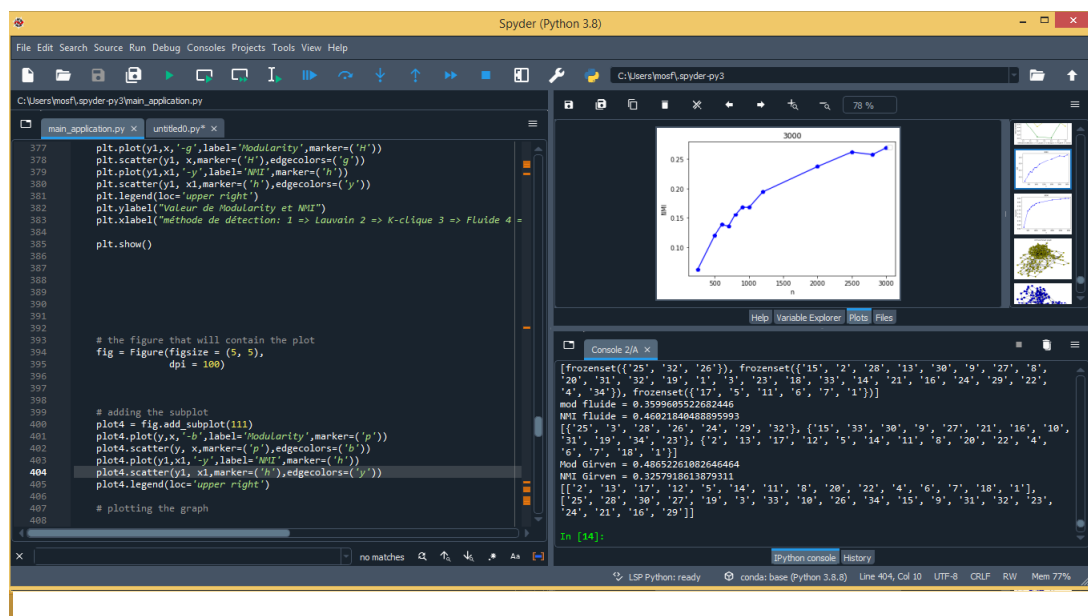 Spyder (Python 3.8)
File Edit Search Source Run Debug Consoles Projects Tools View Help
C:\Users\mosf\.spyder-py3
C:\Users\mosf\.spyder-py3\main_application.py
main_application.py
untitled0.py*
377 plt.plot(y1,x,'-g',label='Modularity',marker=('H'))
378 plt.scatter(y1, x,marker=('H'),edgecolors=('g'))
379 plt.plot(y1,x1,'-y',label='NMI',marker=('h'))
380 plt.scatter(y1, x1,marker=('h'),edgecolors=('y'))
381 plt.legend(loc='upper right')
382 plt.ylabel("Valeur de Modularity et NMI")
383 plt.xlabel("méthode de détection: 1 => Lauvain 2 => K-clique 3 => Fluide 4 =
384
385 plt.show()
386
387
388
389
390
391
392
393 # the figure that will contain the plot
394 fig = Figure(figsize = (5, 5),
395 dpi = 100)
396
397
398
399 # adding the subplot
400 plot4 = fig.add_subplot(111)
401 plot4.plot(y,x,'-b',label='Modularity',marker=('p'))
402 plot4.scatter(y, x,marker=('p'),edgecolors=('b'))
403 plot4.plot(y1,x1,'-y',label='NMI',marker=('h'))
404 plot4.scatter(y1, x1,marker=('h'),edgecolors=('y'))
405 plot4.legend(loc='upper right')
406
407 # plotting the graph
408
no matches
Aa
78 %
3000
0.25
0.20
0.15
0.10
f(M)
500 1000 1500 2000 2500 3000
n
Help Variable Explorer Plots Files
Console 2/A
[frozenset({'25', '32', '26'}), frozenset({'15', '2', '28', '13', '30', '9', '27', '8',
'20', '31', '32', '19', '1', '3', '23', '18', '33', '14', '21', '16', '24', '29', '22',
'4', '34'}), frozenset({'17', '5', '11', '6', '7', '1'})]
mod fluide = 0.3599605522682446
NMI fluide = 0.46021840488895993
[{'25', '3', '28', '26', '24', '29', '32'}, {'15', '33', '30', '9', '27', '21', '16', '10',
'31', '19', '34', '23'}, {'2', '13', '17', '12', '5', '14', '11', '8', '20', '22', '4',
'6', '7', '18', '1'}]
Mod Girven = 0.48652261082646464
NMI Girven = 0.3257918613879311
[['2', '13', '17', '12', '5', '14', '11', '8', '20', '22', '4', '6', '7', '18', '1'],
['25', '28', '30', '27', '19', '3', '33', '10', '26', '34', '15', '9', '31', '32', '23',
'24', '21', '16', '29']]
In [14]:
IPython console History
LSP Python: ready conda: base (Python 3.8.8) Line 404, Col 10 UTF-8 CRLF RW Mem 77%